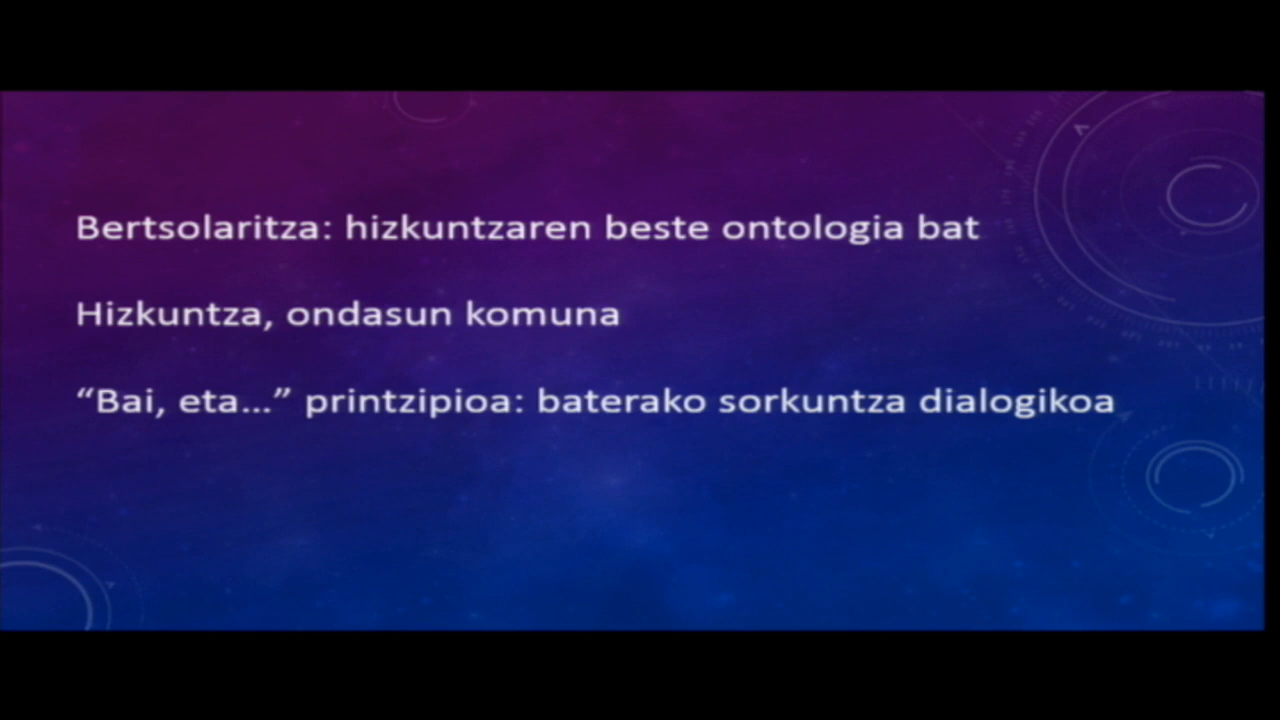 Bertsolaritza: hizkuntzaren beste ontologia bat
Hizkuntza, ondasun komuna
“Bai, eta...” printzipioa: baterako sorkuntza dialogikoa